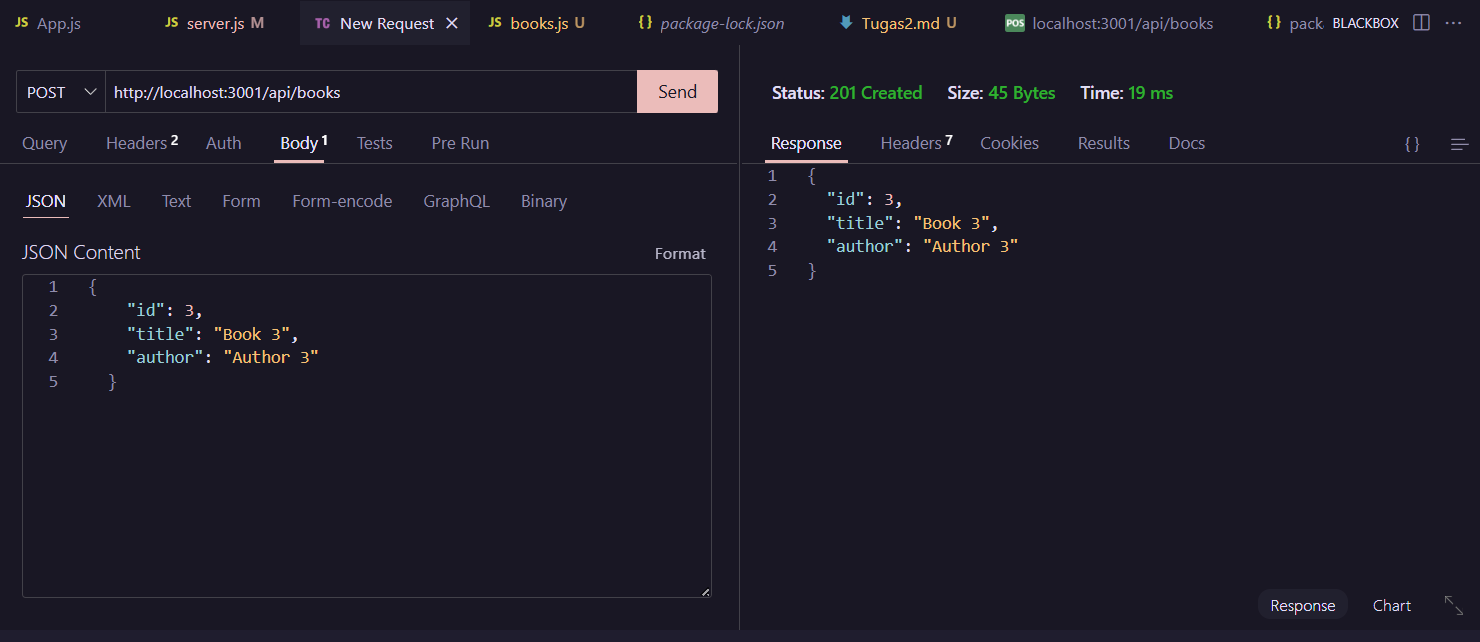 JS App.js JS server.js M TC New Request × JS books.js U {} package-lock.json Tugas2.md U POS localhost:3001/api/books {} pack BLACKBOX ...
POST http://localhost:3001/api/books Send
Query Headers 2 Auth Body 1 Tests Pre Run
JSON XML Text Form Form-encode GraphQL Binary
JSON Content Format
1 {
2 "id": 3,
3 "title": "Book 3",
4 "author": "Author 3"
5 }
Status: 201 Created Size: 45 Bytes Time: 19 ms
Response Headers 7 Cookies Results Docs {}
1 {
2 "id": 3,
3 "title": "Book 3",
4 "author": "Author 3"
5 }
Response Chart